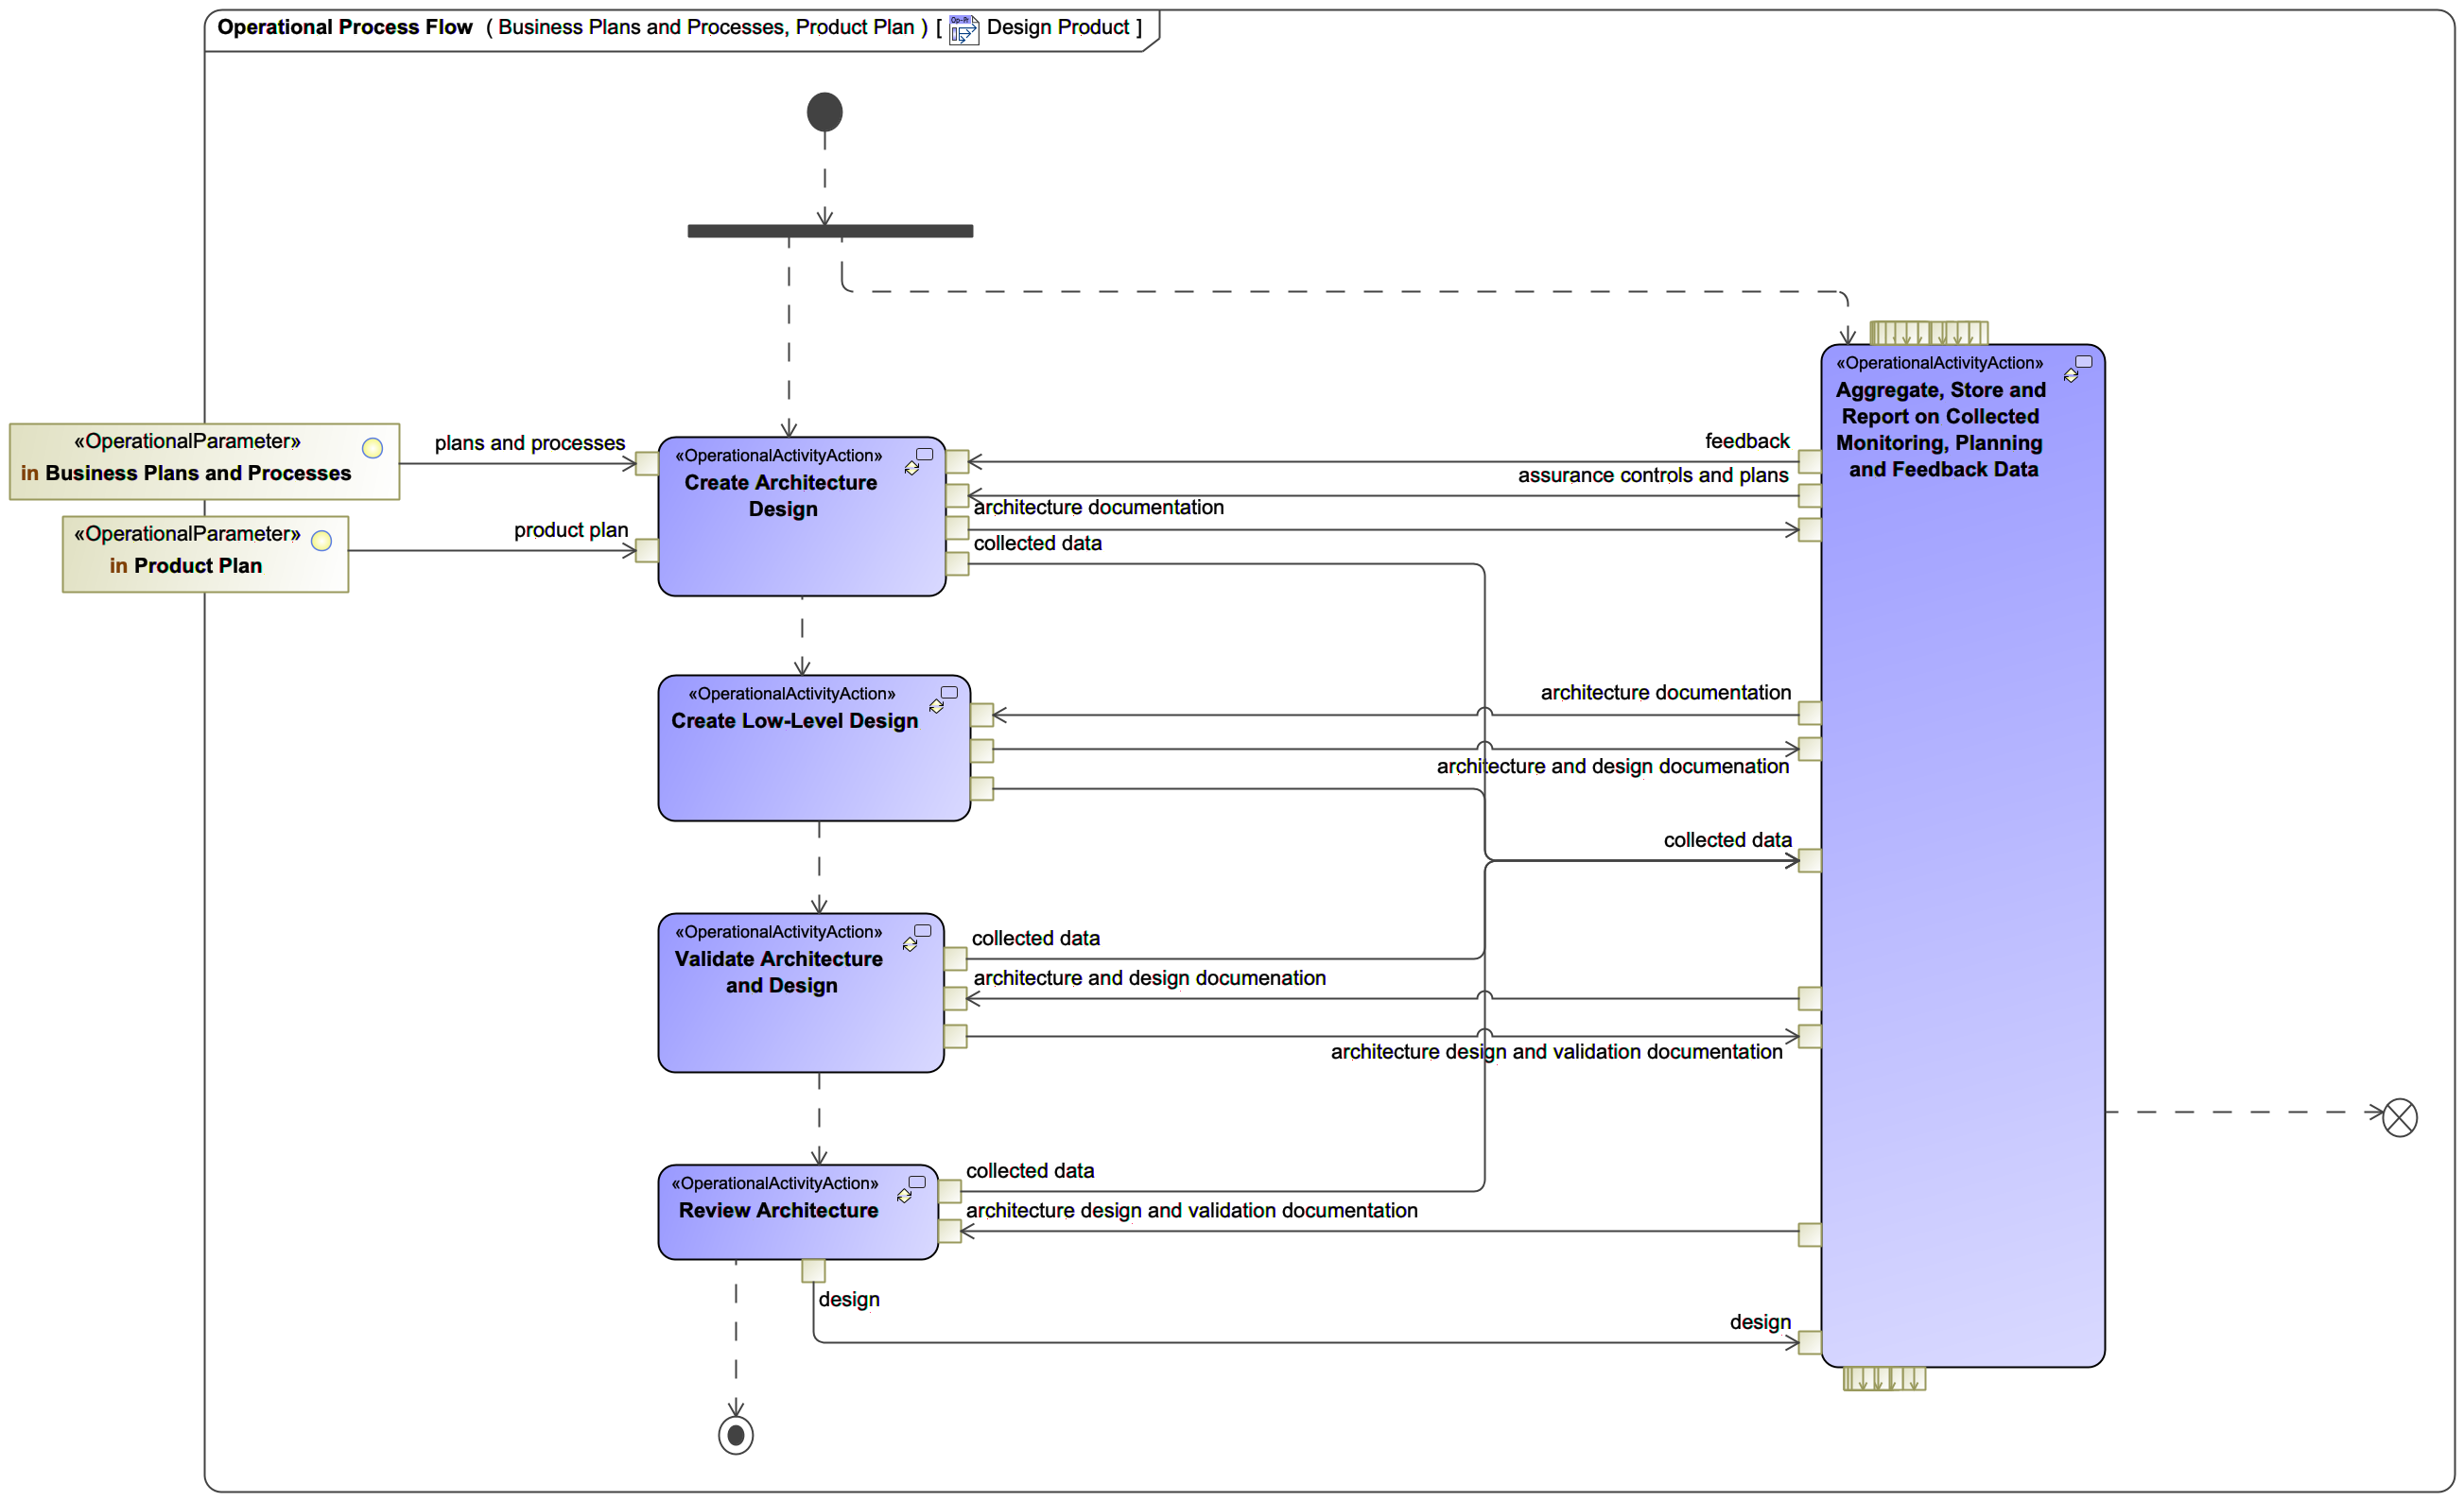 Operational Process Flow ( Business Plans and Processes, Product Plan ) [ Op-Pr Design Product ]
«OperationalActivityAction»
Aggregate, Store and
Report on Collected
Monitoring, Planning
and Feedback Data
«OperationalParameter»
in Business Plans and Processes
plans and processes
«OperationalParameter»
in Product Plan
product plan
«OperationalActivityAction»
Create Architecture
Design
feedback
assurance controls and plans
architecture documentation
collected data
«OperationalActivityAction»
Create Low-Level Design
architecture documentation
architecture and design documenation
collected data
«OperationalActivityAction»
Validate Architecture
and Design
collected data
architecture and design documenation
architecture design and validation documentation
«OperationalActivityAction»
Review Architecture
collected data
architecture design and validation documentation
design
design